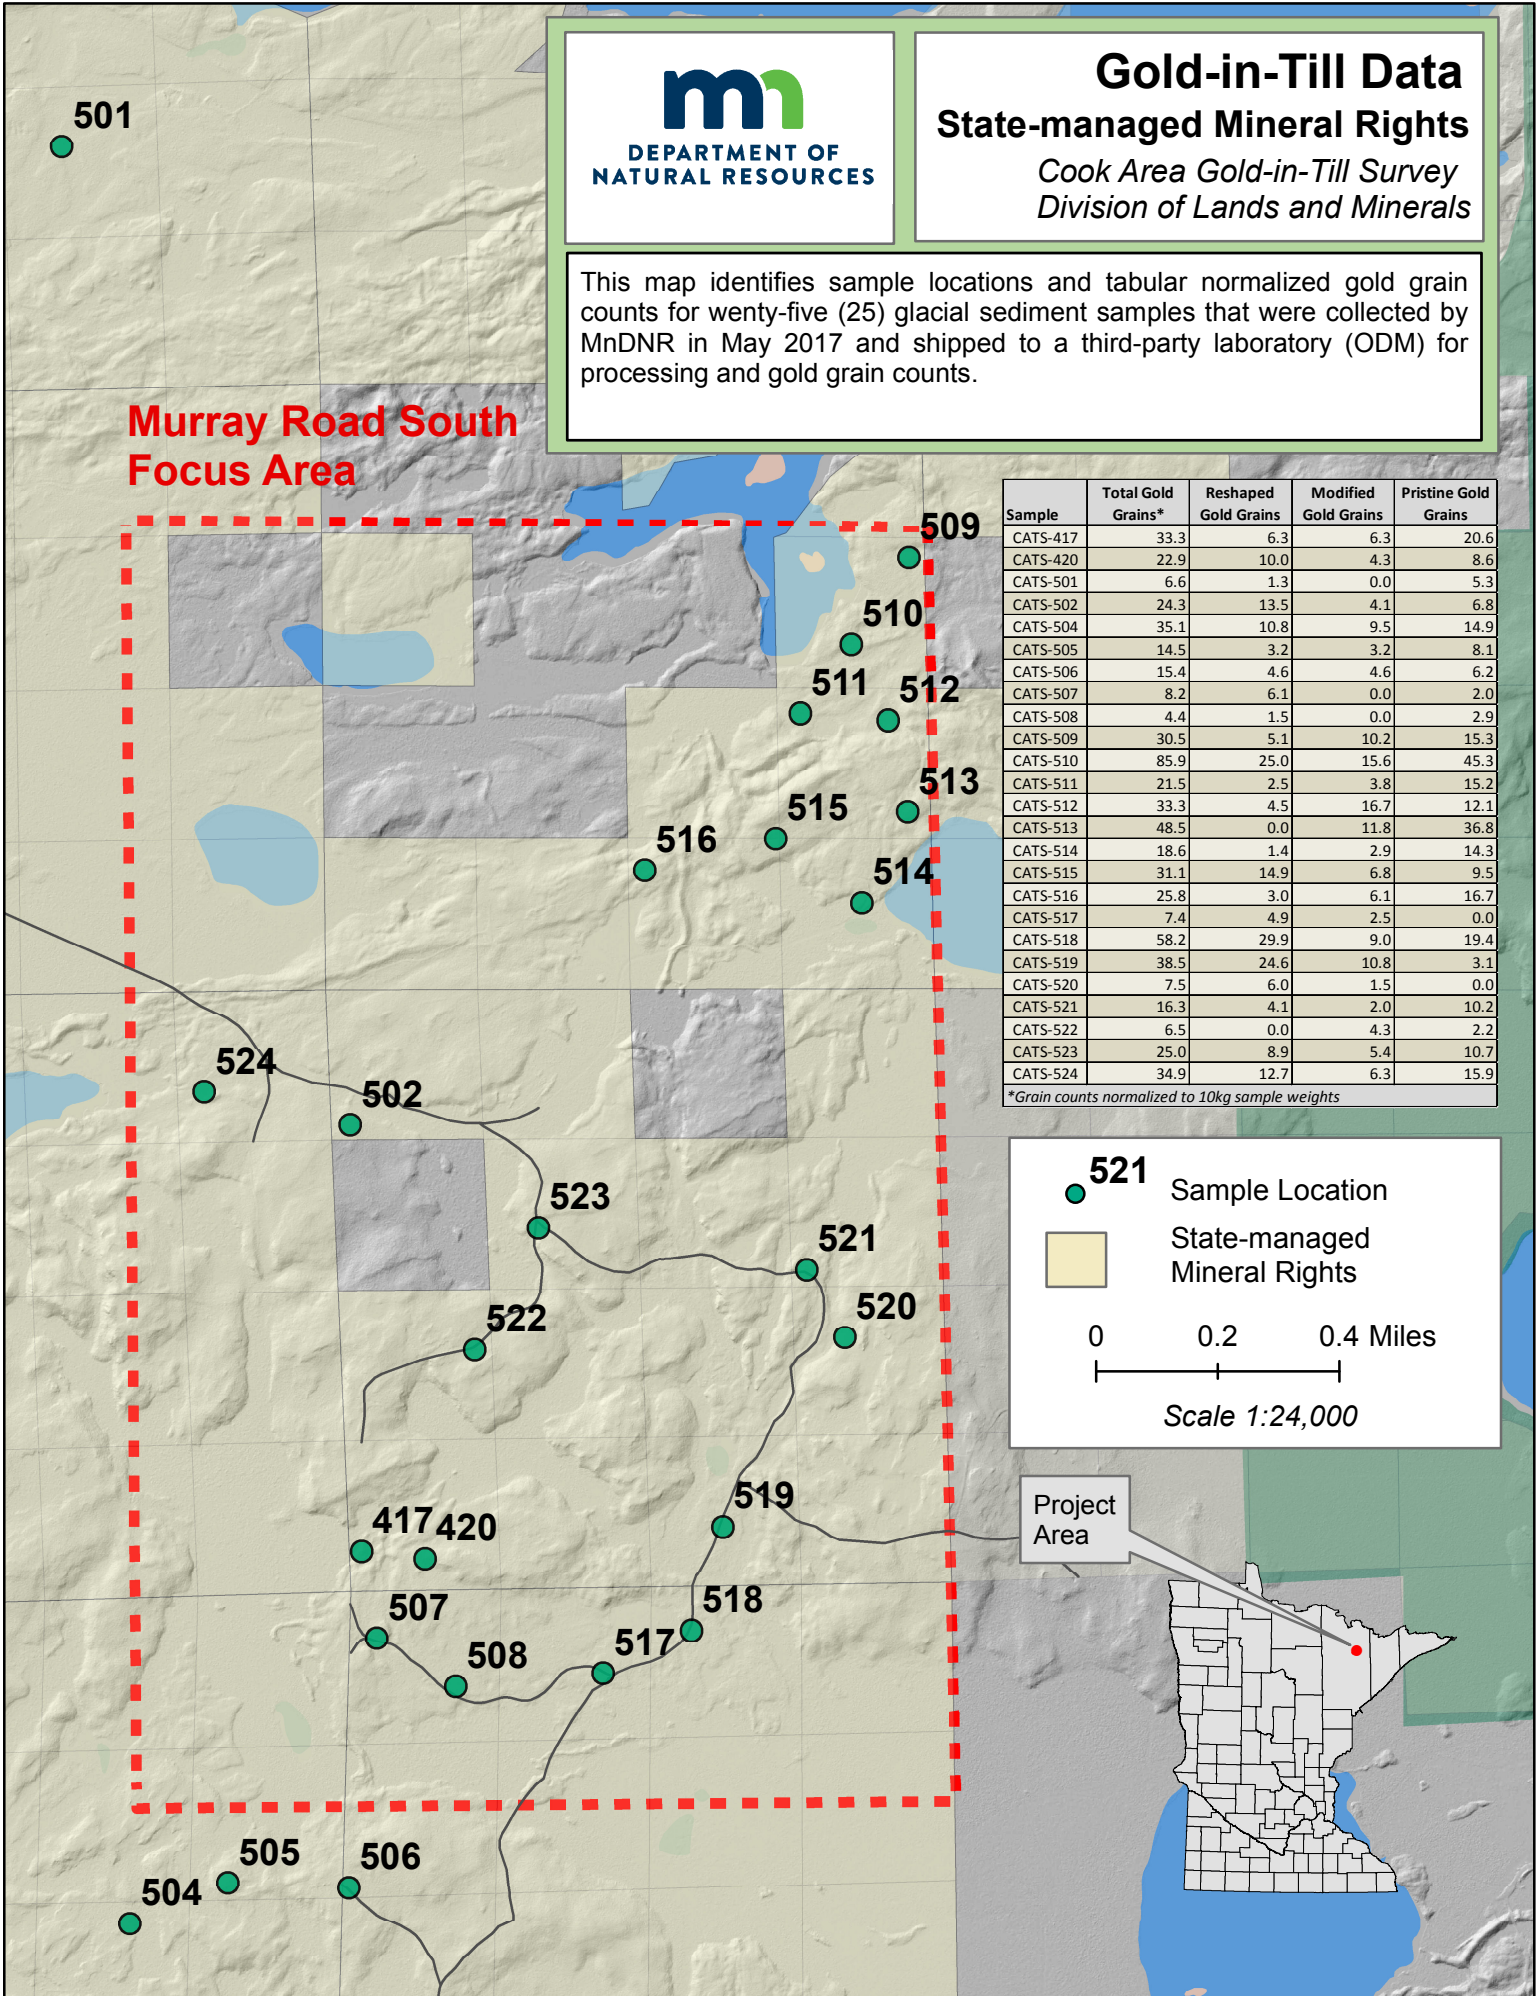 mn
DEPARTMENT OF
NATURAL RESOURCES
Gold-in-Till Data
State-managed Mineral Rights
Cook Area Gold-in-Till Survey
Division of Lands and Minerals
This map identifies sample locations and tabular normalized gold grain
counts for wenty-five (25) glacial sediment samples that were collected by
MnDNR in May 2017 and shipped to a third-party laboratory (ODM) for
processing and gold grain counts.
501
Murray Road South
Focus Area
509
510
511
512
513
515
516
514
524
502
523
521
520
522
519
417
420
518
507
517
508
505
506
504
Sample Total Gold Grains* Reshaped Gold Grains Modified Gold Grains Pristine Gold Grains
CATS-417 33.3 6.3 6.3 20.6
CATS-420 22.9 10.0 4.3 8.6
CATS-501 6.6 1.3 0.0 5.3
CATS-502 24.3 13.5 4.1 6.8
CATS-504 35.1 10.8 9.5 14.9
CATS-505 14.5 3.2 3.2 8.1
CATS-506 15.4 4.6 4.6 6.2
CATS-507 8.2 6.1 0.0 2.0
CATS-508 4.4 1.5 0.0 2.9
CATS-509 30.5 5.1 10.2 15.3
CATS-510 85.9 25.0 15.6 45.3
CATS-511 21.5 2.5 3.8 15.2
CATS-512 33.3 4.5 16.7 12.1
CATS-513 48.5 0.0 11.8 36.8
CATS-514 18.6 1.4 2.9 14.3
CATS-515 31.1 14.9 6.8 9.5
CATS-516 25.8 3.0 6.1 16.7
CATS-517 7.4 4.9 2.5 0.0
CATS-518 58.2 29.9 9.0 19.4
CATS-519 38.5 24.6 10.8 3.1
CATS-520 7.5 6.0 1.5 0.0
CATS-521 16.3 4.1 2.0 10.2
CATS-522 6.5 0.0 4.3 2.2
CATS-523 25.0 8.9 5.4 10.7
CATS-524 34.9 12.7 6.3 15.9
*Grain counts normalized to 10kg sample weights
521 Sample Location
State-managed
Mineral Rights
0 0.2 0.4 Miles
Scale 1:24,000
Project
Area